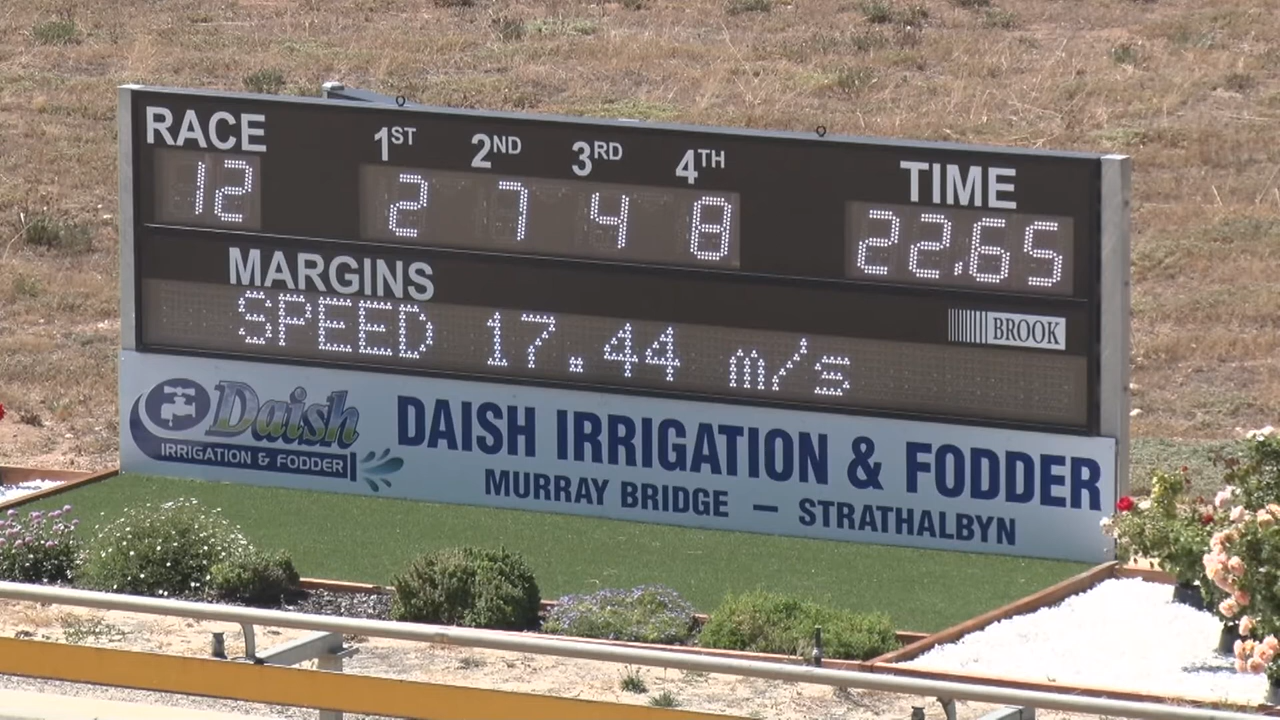 RACE 1ST 2ND 3RD 4TH TIME
12 2 7 4 8 22.65
MARGINS
BROOK
SPEED 17.44 m/s
Daish
IRRIGATION & FODDER
DAISH IRRIGATION & FODDER
MURRAY BRIDGE — STRATHALBYN